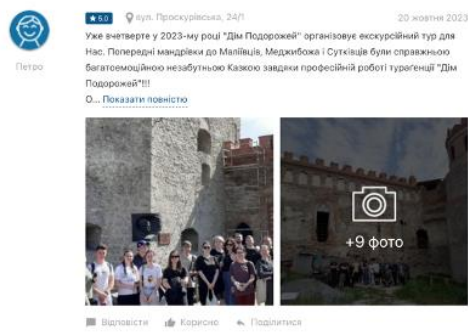 5.0 вул. Проскурівська, 24/1 20 жовтня 2023
Петро
Уже вчетверте у 2023-му році "Дім Подорожей" організовує екскурсійний тур для
Нас. Попередні мандрівки до Маліївців, Меджибожа і Сутківців були справжньою
багатоемоційною незабутньою Казкою завдяки професійній роботі турагенції "Дім
Подорожей"!!!
О... Показати повністю
+9 фото
Відповісти Корисно Поділитися